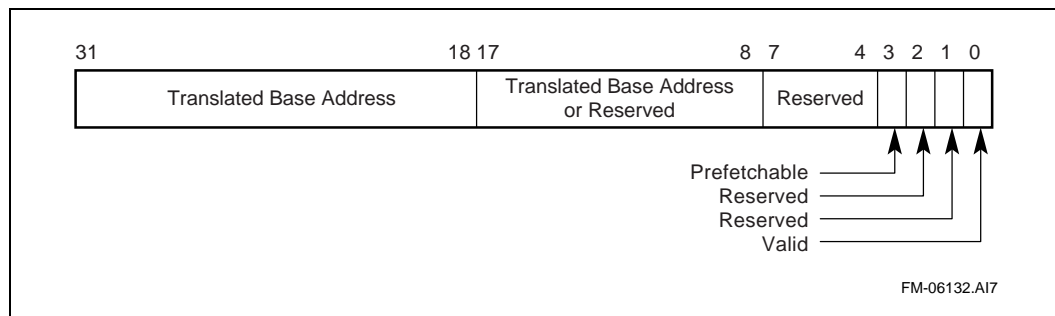 31 18 17 8 7 4 3 2 1 0
Translated Base Address
Translated Base Address
or Reserved
Reserved
Prefetchable
Reserved
Reserved
Valid
FM-06132.AI7